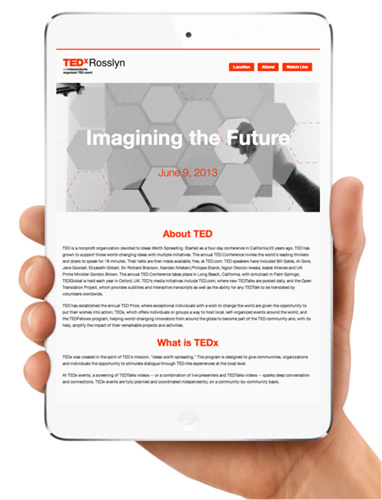 TEDxRosslyn
x=independently
organized TED event
Location
Attend
Watch Live
Imagining the Future
June 9, 2013
About TED
TED is a nonprofit organization devoted to Ideas Worth Spreading. Started as a four-day conference in California 25 years ago, TED has
grown to support those world-changing ideas with multiple initiatives. The annual TED Conference invites the world's leading thinkers
and doers to speak for 18 minutes. Their talks are then made available, free, at TED.com. TED speakers have included Bill Gates, Al Gore,
Jane Goodall, Elizabeth Gilbert, Sir Richard Branson, Nandan Nilekani, Philippe Starck, Ngozi Okonjo-Iweala, Isabel Allende and UK
Prime Minister Gordon Brown. The annual TED Conference takes place in Long Beach, California, with simulcast in Palm Springs;
TEDGlobal is held each year in Oxford, UK. TED's media initiatives include TED.com, where new TEDTalks are posted daily, and the Open
Translation Project, which provides subtitles and interactive transcripts as well as the ability for any TEDTalk to be translated by
volunteers worldwide.
TED has established the annual TED Prize, where exceptional individuals with a wish to change the world are given the opportunity to
put their wishes into action; TEDx, which offers individuals or groups a way to host local, self-organized events around the world, and
the TEDFellows program, helping world-changing innovators from around the globe to become part of the TED community and, with its
help, amplify the impact of their remarkable projects and activities.
What is TEDx
TEDx was created in the spirit of TED's mission, "ideas worth spreading." The program is designed to give communities, organizations
and individuals the opportunity to stimulate dialogue through TED-like experiences at the local level.
At TEDx events, a screening of TEDTalks videos — or a combination of live presenters and TEDTalks videos — sparks deep conversation
and connections. TEDx events are fully planned and coordinated independently, on a community-by-community basis.